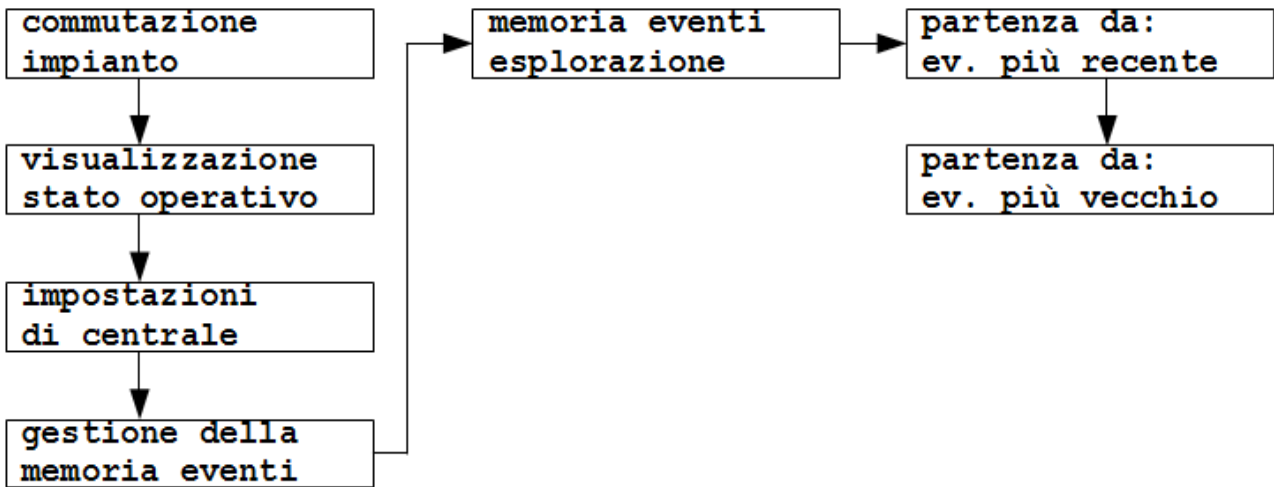 commutazione
impianto
visualizzazione
stato operativo
impostazioni
di centrale
gestione della
memoria eventi
memoria eventi
esplorazione
partenza da:
ev. più recente
partenza da:
ev. più vecchio